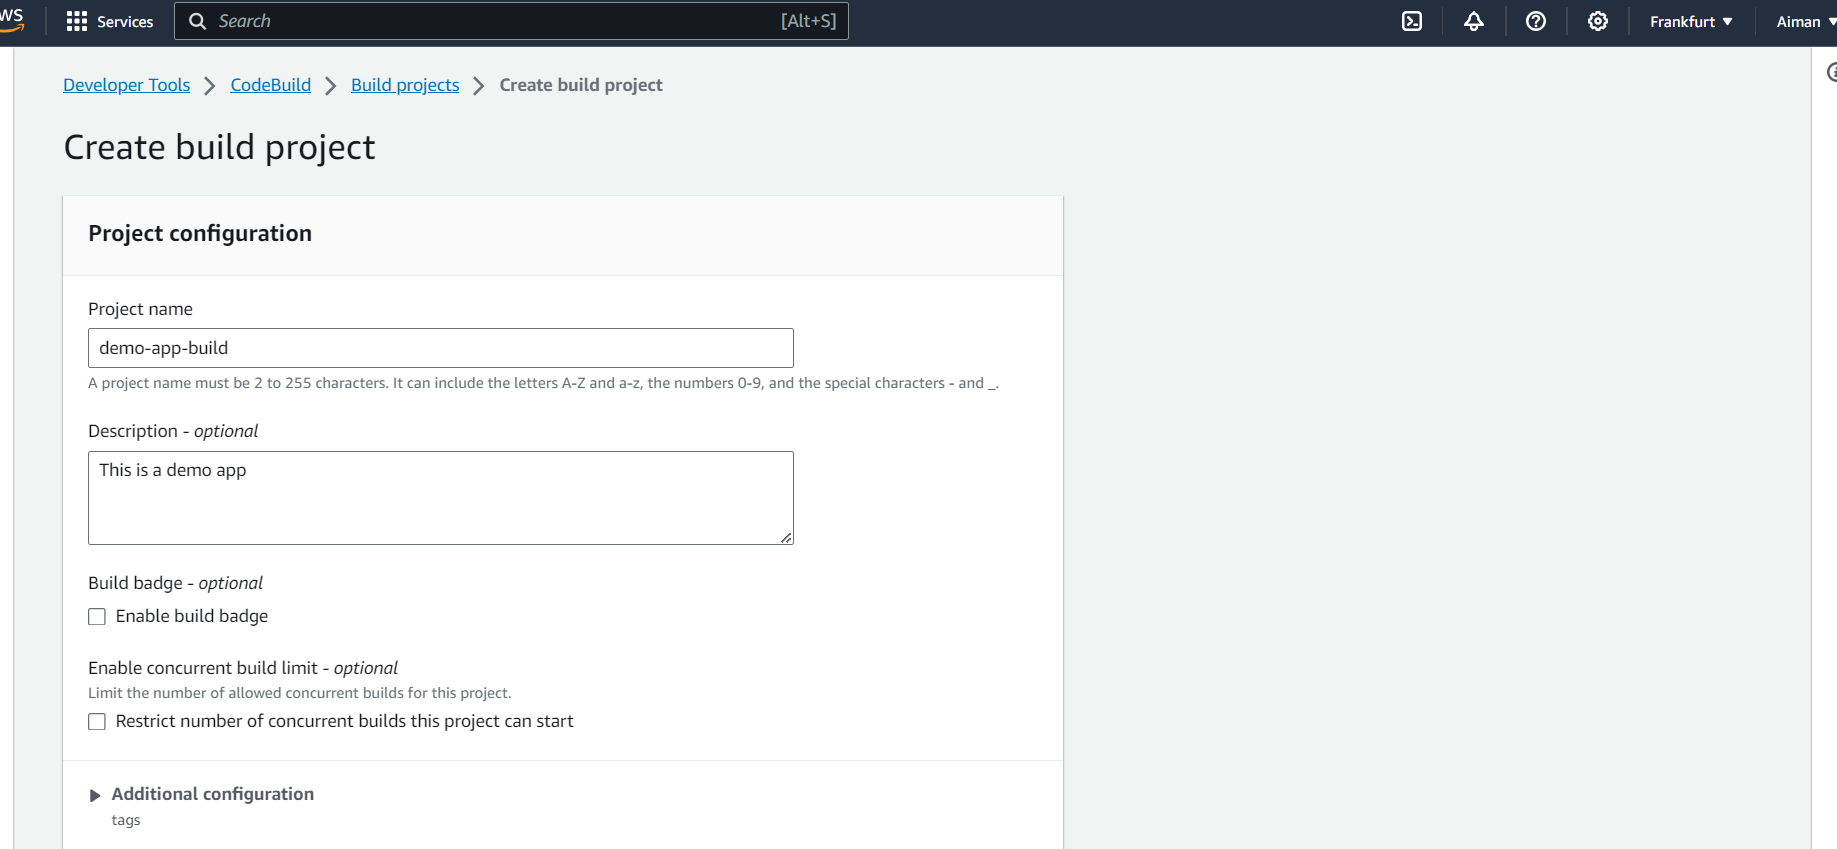 WS Services Search [Alt+S] Frankfurt Aiman
Developer Tools CodeBuild Build projects Create build project
Create build project
Project configuration
Project name
demo-app-build
A project name must be 2 to 255 characters. It can include the letters A-Z and a-z, the numbers 0-9, and the special characters - and _.
Description - optional
This is a demo app
Build badge - optional
Enable build badge
Enable concurrent build limit - optional
Limit the number of allowed concurrent builds for this project.
Restrict number of concurrent builds this project can start
Additional configuration
tags